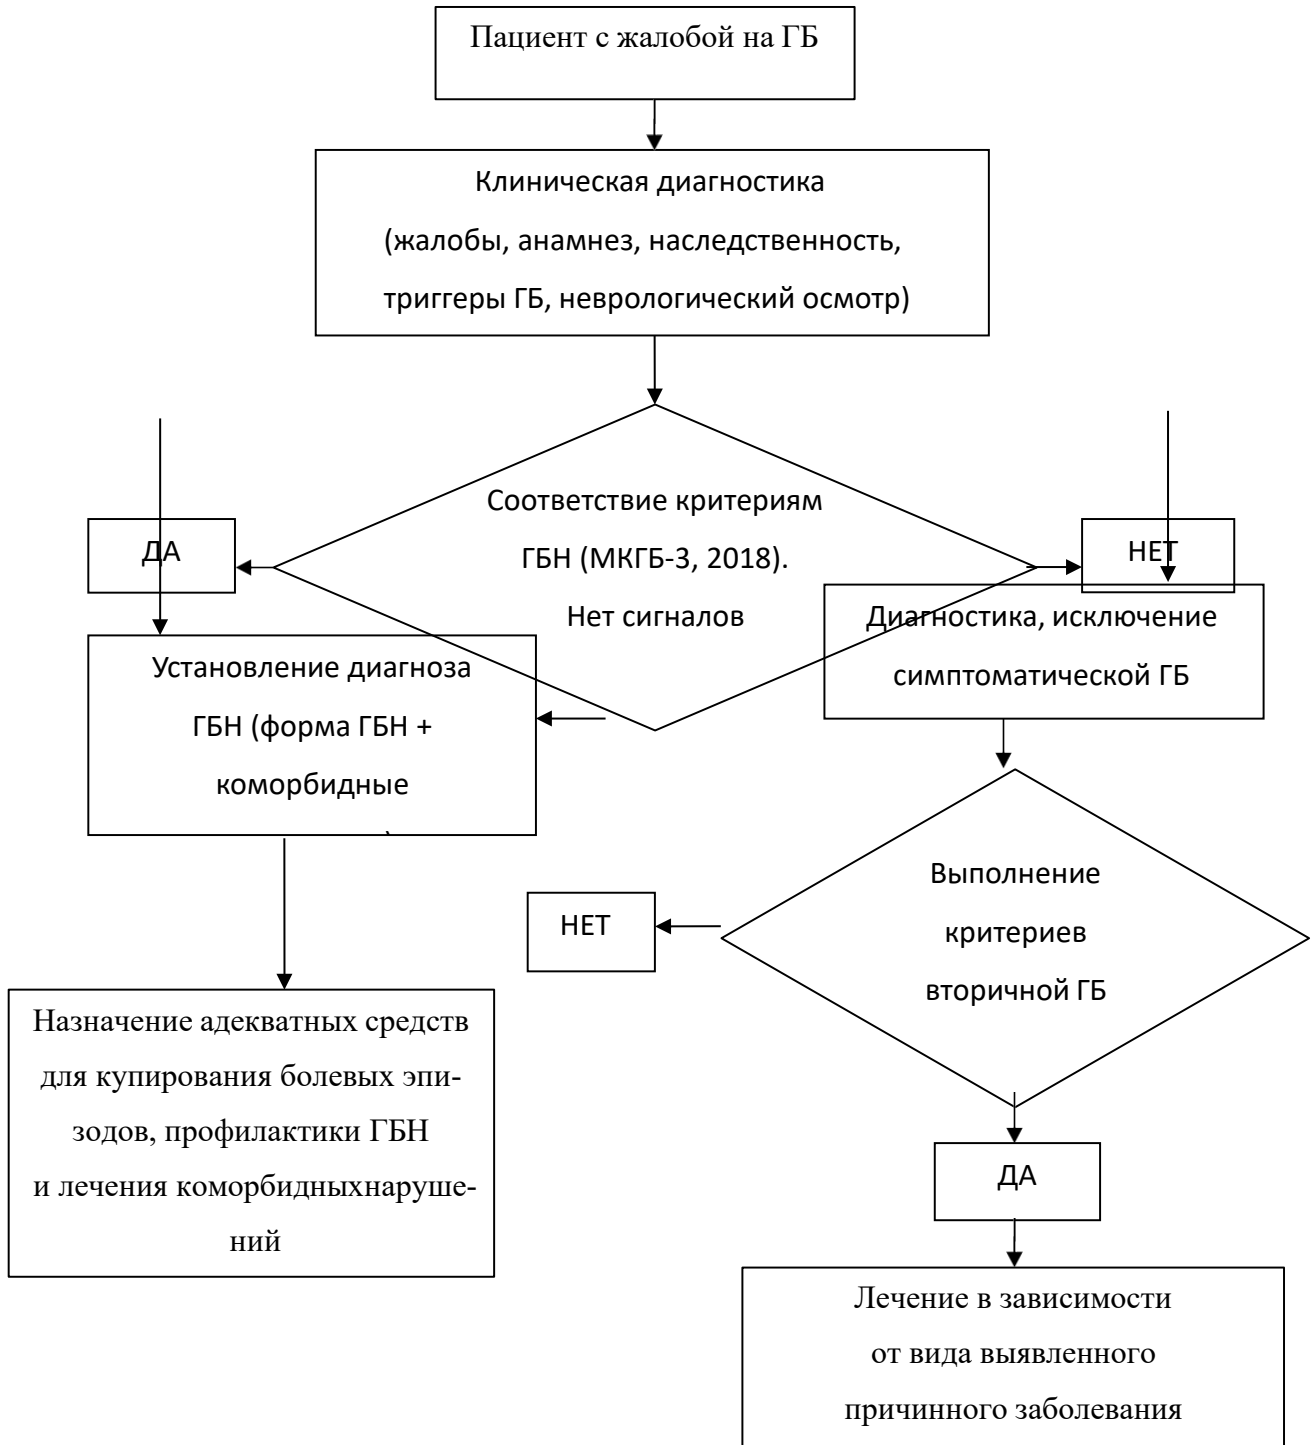 Пациент с жалобой на ГБ
Клиническая диагностика
(жалобы, анамнез, наследственность,
триггеры ГБ, неврологический осмотр)
Соответствие критериям
ГБН (МКГБ-3, 2018).
Нет сигналов
ДА
НЕТ
Установление диагноза
ГБН (форма ГБН +
коморбидные
Диагностика, исключение
симптоматической ГБ
Выполнение
критериев
вторичной ГБ
НЕТ
Назначение адекватных средств
для купирования болевых эпи-
зодов, профилактики ГБН
и лечения коморбидныхнаруше-
ний
ДА
Лечение в зависимости
от вида выявленного
причинного заболевания